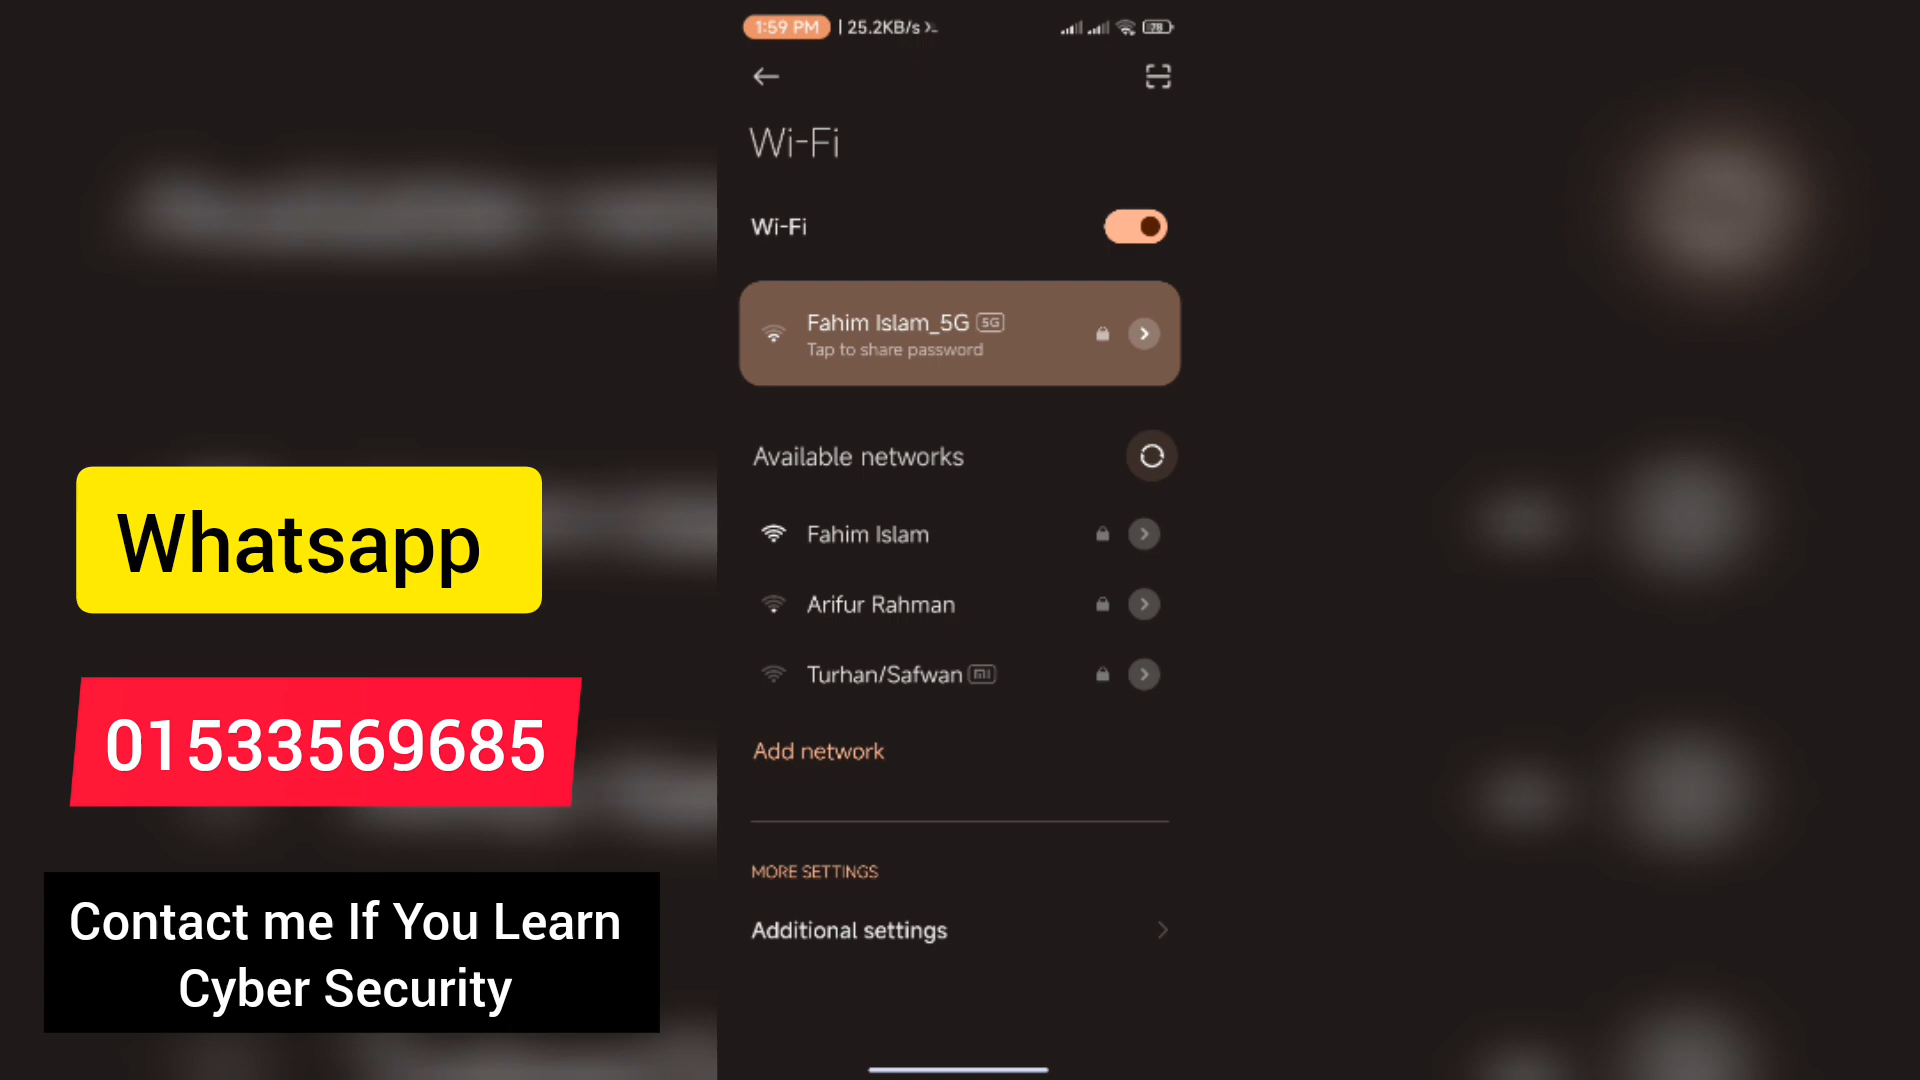 1:59 PM | 25.2KB/s
78
Wi-Fi
Wi-Fi
Fahim Islam_5G 5G
Tap to share password
Available networks
Fahim Islam
Arifur Rahman
Turhan/Safwan mi
Add network
MORE SETTINGS
Additional settings
Whatsapp
01533569685
Contact me If You Learn
Cyber Security